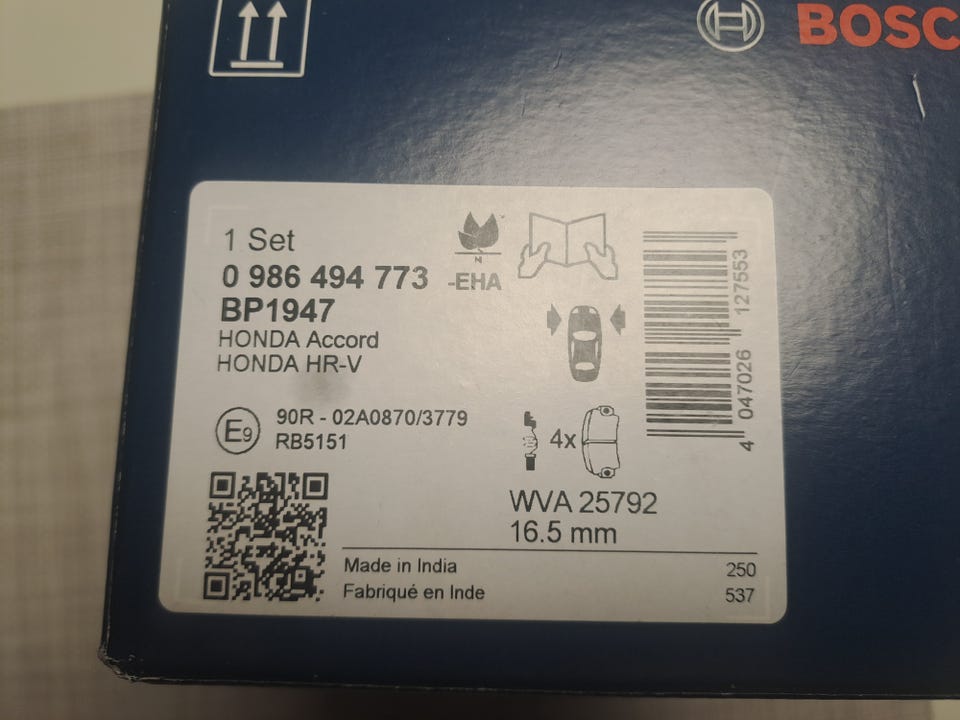 BOSC
1 Set
0 986 494 773 -EHA
BP1947
HONDA Accord
HONDA HR-V
N
E9
90R - 02A0870/3779
RB5151
4x
WVA 25792
16.5 mm
Made in India
Fabriqué en Inde
250
537
4 047026 127553